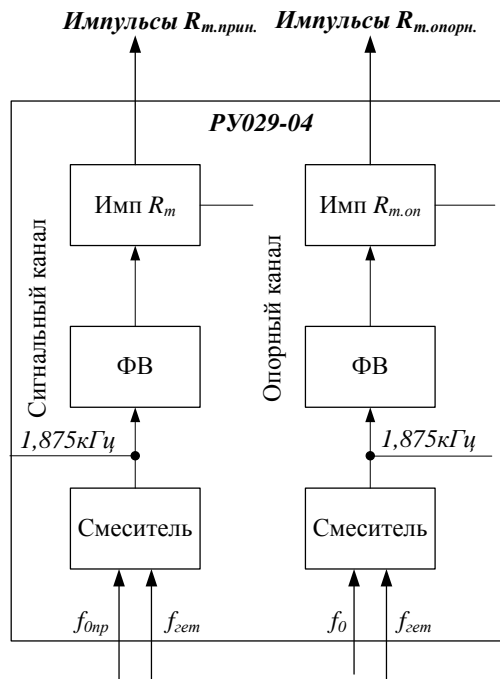 Импульсы Rт.прин. Импульсы Rт.опорн.
РУ029-04
Имп Rт
Имп Rт.оп
Сигнальный канал
Опорный канал
ФВ
ФВ
1,875кГц
1,875кГц
Смеситель
Смеситель
f0пр
fгет
f0
fгет